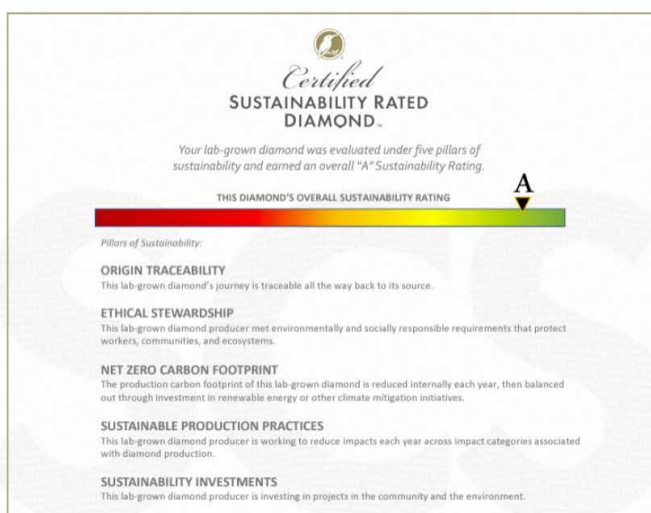 Certified
SUSTAINABILITY RATED
DIAMOND™
Your lab-grown diamond was evaluated under five pillars of
sustainability and earned an overall "A" Sustainability Rating.
A
THIS DIAMOND'S OVERALL SUSTAINABILITY RATING
Pillars of Sustainability:
ORIGIN TRACEABILITY
This lab-grown diamond's journey is traceable all the way back to its source.
ETHICAL STEWARDSHIP
This lab-grown diamond producer met environmentally and socially responsible requirements that protect
workers, communities, and ecosystems.
NET ZERO CARBON FOOTPRINT
The production carbon footprint of this lab-grown diamond is reduced internally each year, then balanced
out through investment in renewable energy or other climate mitigation initiatives.
SUSTAINABLE PRODUCTION PRACTICES
This lab-grown diamond producer is working to reduce impacts each year across impact categories associated
with diamond production.
SUSTAINABILITY INVESTMENTS
This lab-grown diamond producer is investing in projects in the community and the environment.
SCS